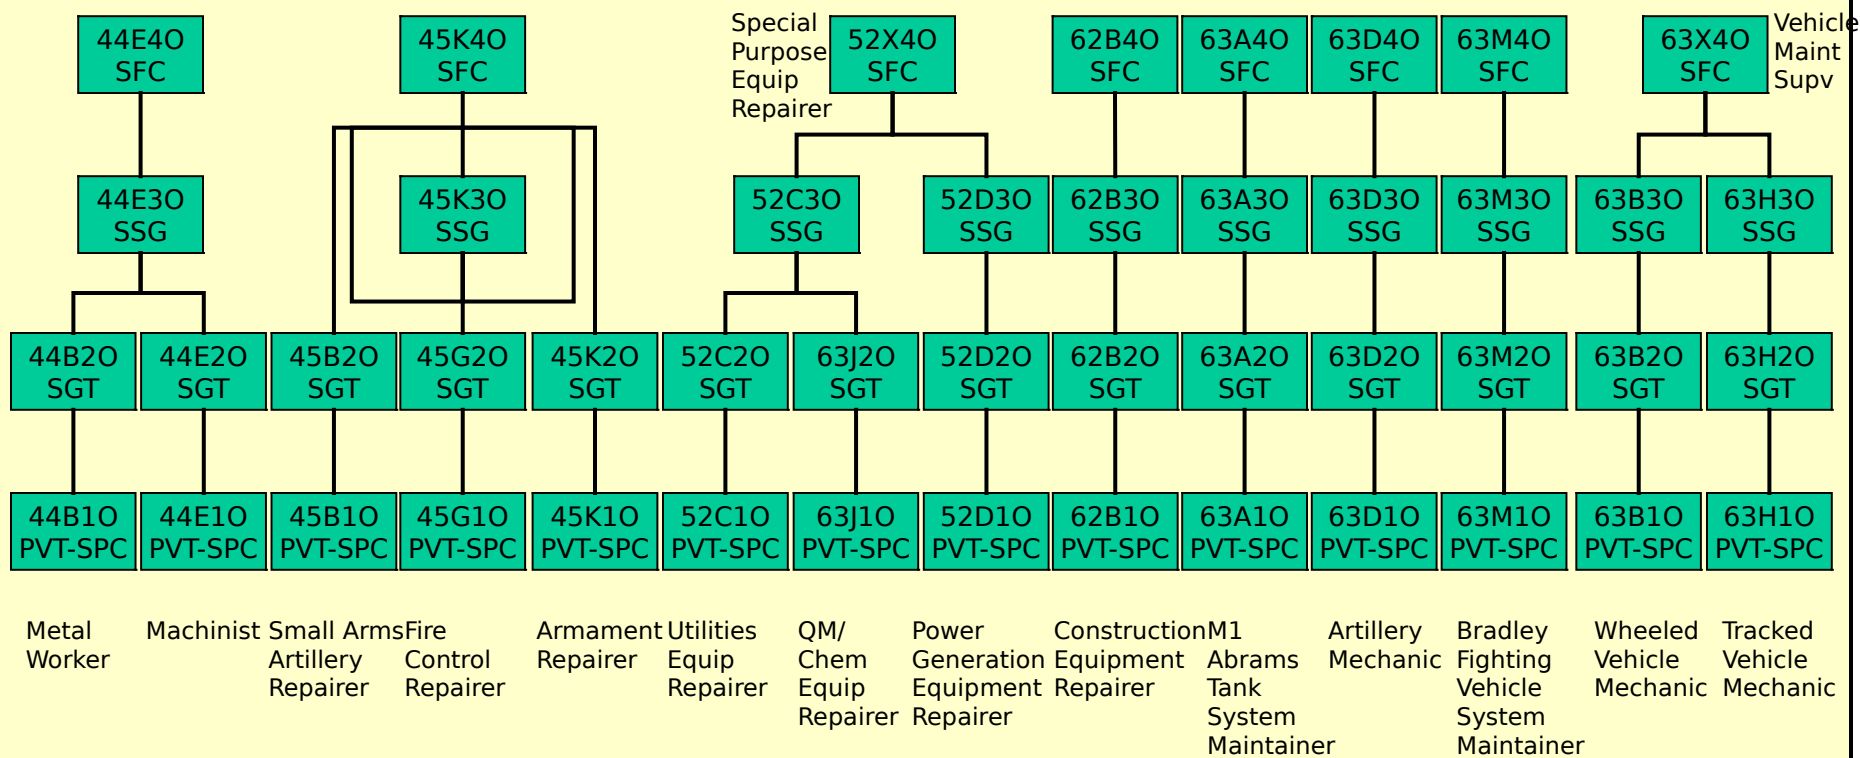 44E4O
SFC
45K4O
SFC
Special
Purpose
Equip
Repairer
52X4O
SFC
62B4O
SFC
63A4O
SFC
63D4O
SFC
63M4O
SFC
63X4O
SFC
Vehicle
Maint
Supv
44E3O
SSG
45K3O
SSG
52C3O
SSG
52D3O
SSG
62B3O
SSG
63A3O
SSG
63D3O
SSG
63M3O
SSG
63B3O
SSG
63H3O
SSG
44B2O
SGT
44E2O
SGT
45B2O
SGT
45G2O
SGT
45K2O
SGT
52C2O
SGT
63J2O
SGT
52D2O
SGT
62B2O
SGT
63A2O
SGT
63D2O
SGT
63M2O
SGT
63B2O
SGT
63H2O
SGT
44B1O
PVT-SPC
44E1O
PVT-SPC
45B1O
PVT-SPC
45G1O
PVT-SPC
45K1O
PVT-SPC
52C1O
PVT-SPC
63J1O
PVT-SPC
52D1O
PVT-SPC
62B1O
PVT-SPC
63A1O
PVT-SPC
63D1O
PVT-SPC
63M1O
PVT-SPC
63B1O
PVT-SPC
63H1O
PVT-SPC
Metal
Worker
Machinist
Small Arms
Artillery
Repairer
Fire
Control
Repairer
Armament
Repairer
Utilities
Equip
Repairer
QM/
Chem
Equip
Repairer
Power
Generation
Equipment
Repairer
Construction
Equipment
Repairer
M1
Abrams
Tank
System
Maintainer
Artillery
Mechanic
Bradley
Fighting
Vehicle
System
Maintainer
Wheeled
Vehicle
Mechanic
Tracked
Vehicle
Mechanic